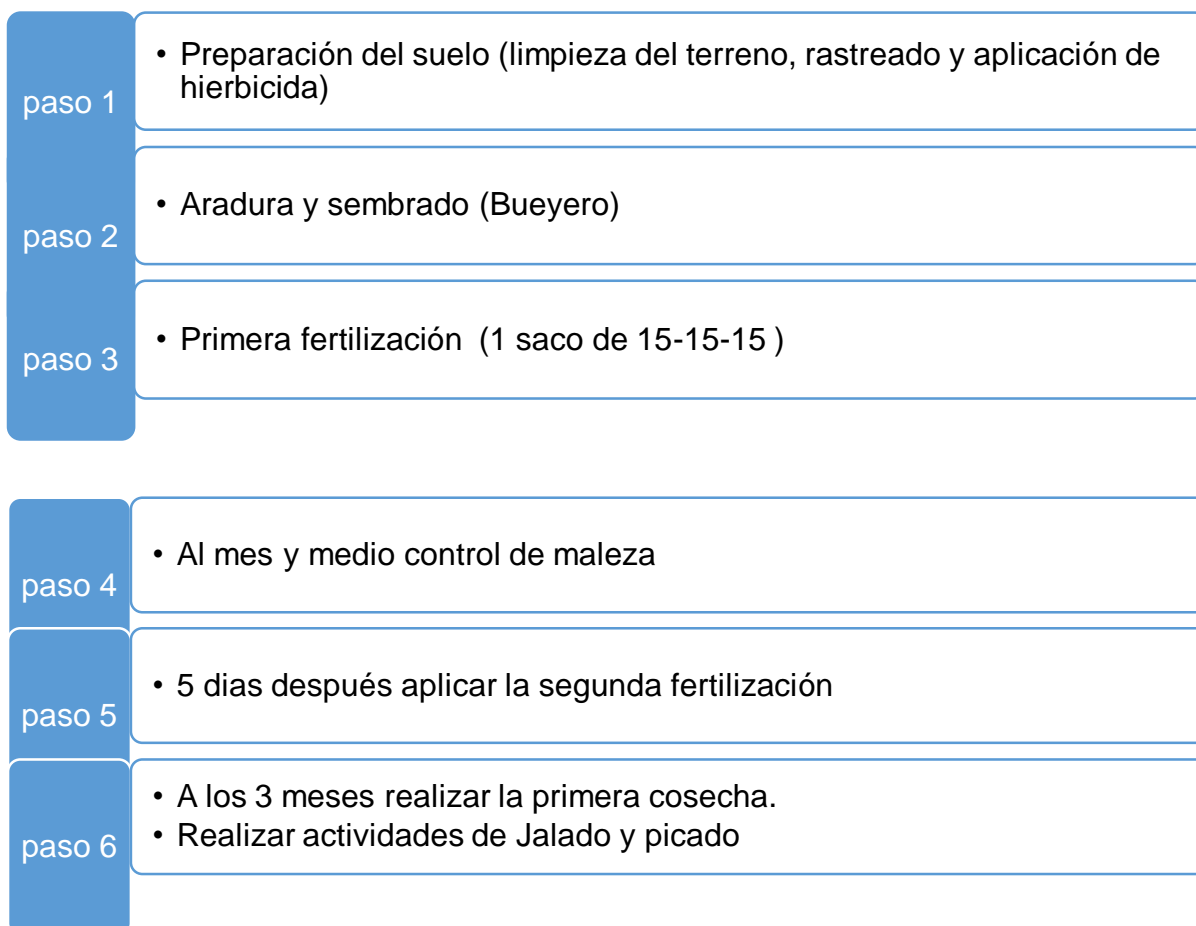 paso 1
• Preparación del suelo (limpieza del terreno, rastreado y aplicación de
hierbicida)
paso 2
• Aradura y sembrado (Bueyero)
paso 3
• Primera fertilización  (1 saco de 15-15-15 )
paso 4
• Al mes y medio control de maleza
paso 5
• 5 dias después aplicar la segunda fertilización
paso 6
• A los 3 meses realizar la primera cosecha.
• Realizar actividades de Jalado y picado